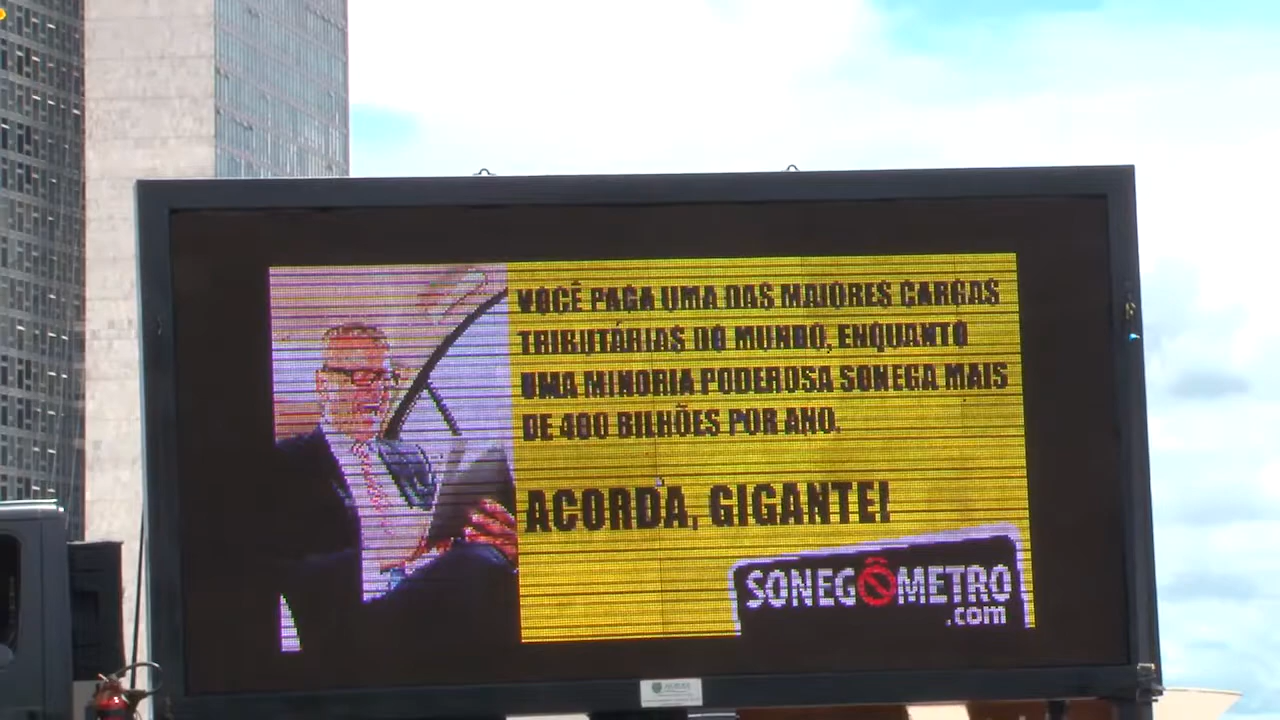 VOCÊ PAGA UMA DAS MAIORES CARGAS
TRIBUTÁRIAS DO MUNDO, ENQUANTO
UMA MINORIA PODEROSA SONEGA MAIS
DE 400 BILHÕES POR ANO.
ACORDA, GIGANTE!
SONEGÔMETRO
.com